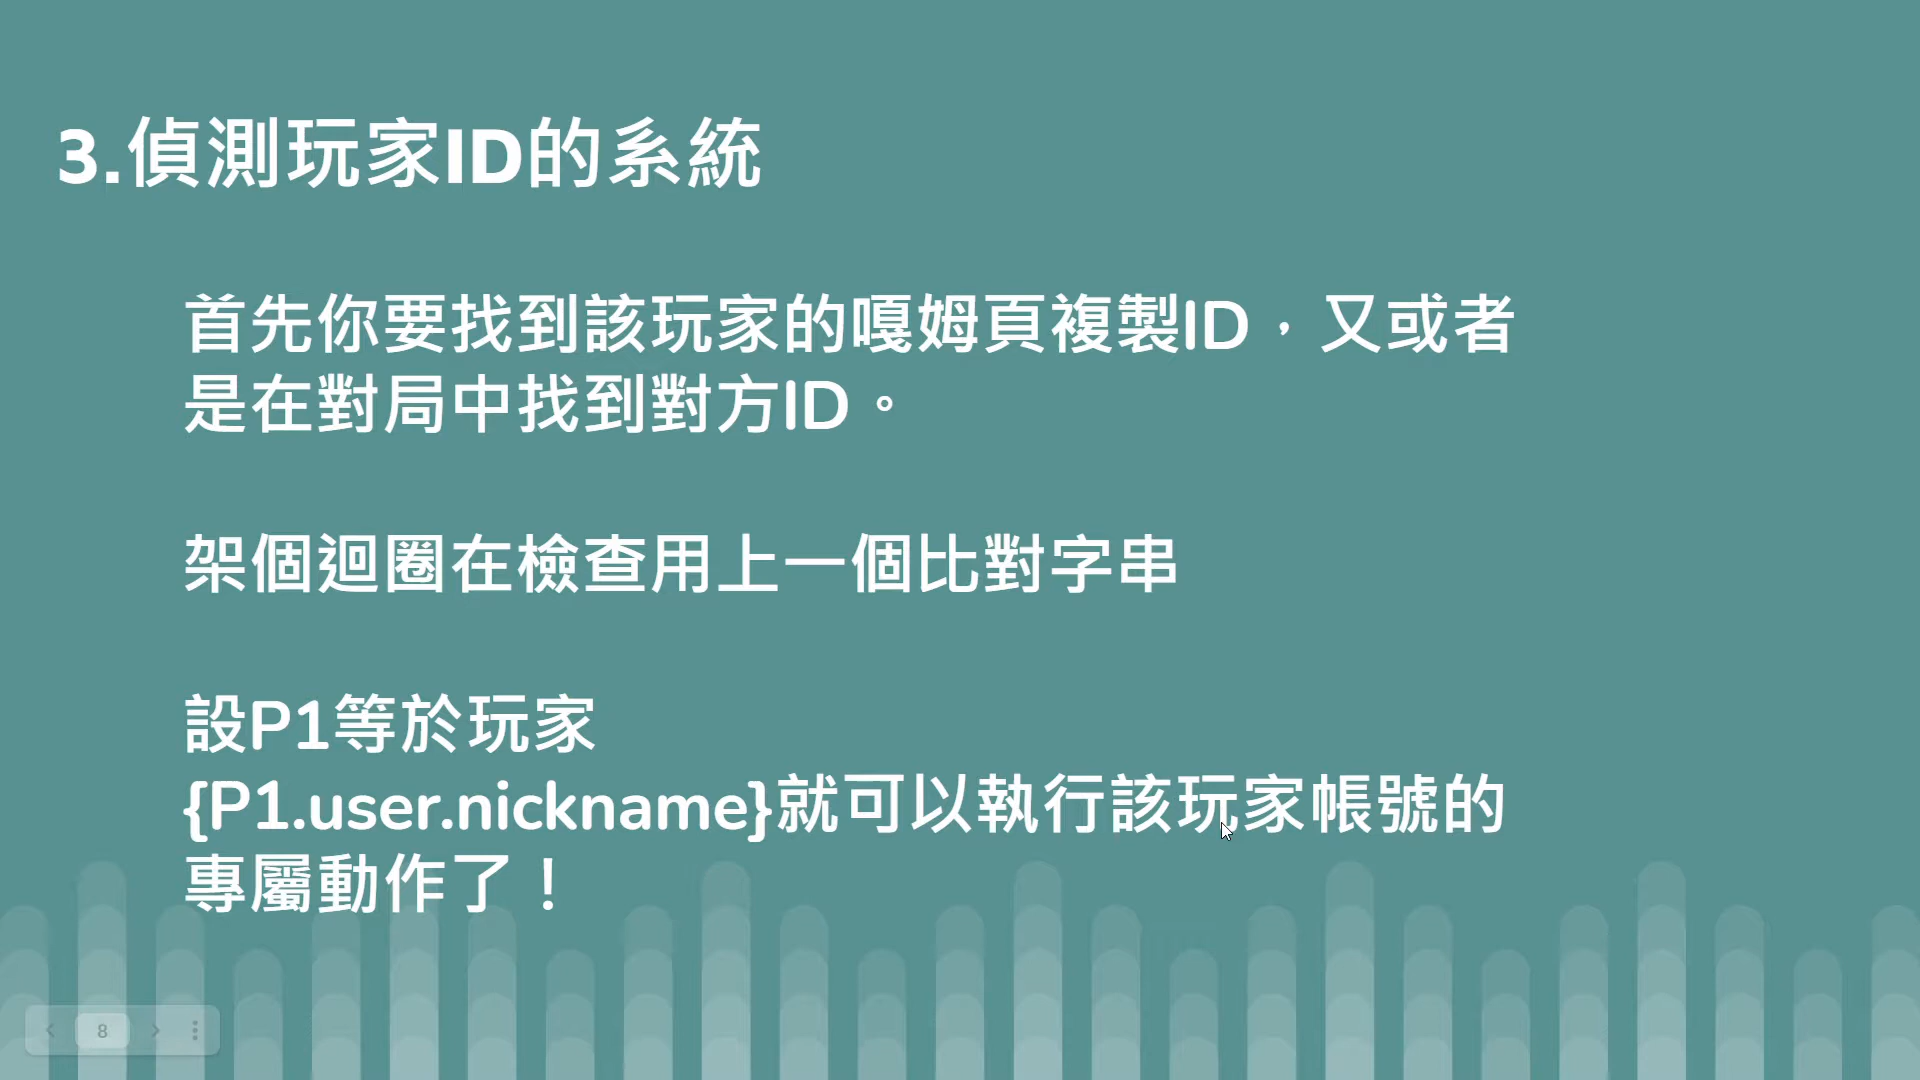 3.偵測玩家ID的系統
首先你要找到該玩家的嘎姆頁複製ID，又或者
是在對局中找到對方ID。
架個迴圈在檢查用上一個比對字串
設P1等於玩家
{P1.user.nickname}就可以執行該玩家帳號的
專屬動作了！
8